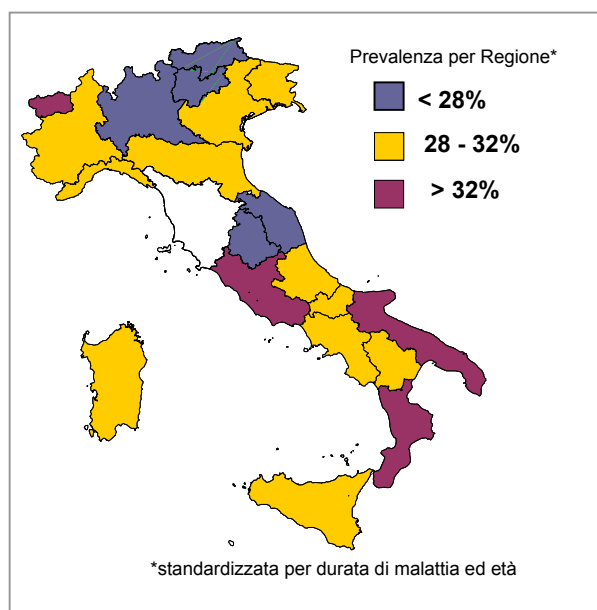 Prevalenza per Regione*
< 28%
28 - 32%
> 32%
*standardizzata per durata di malattia ed età